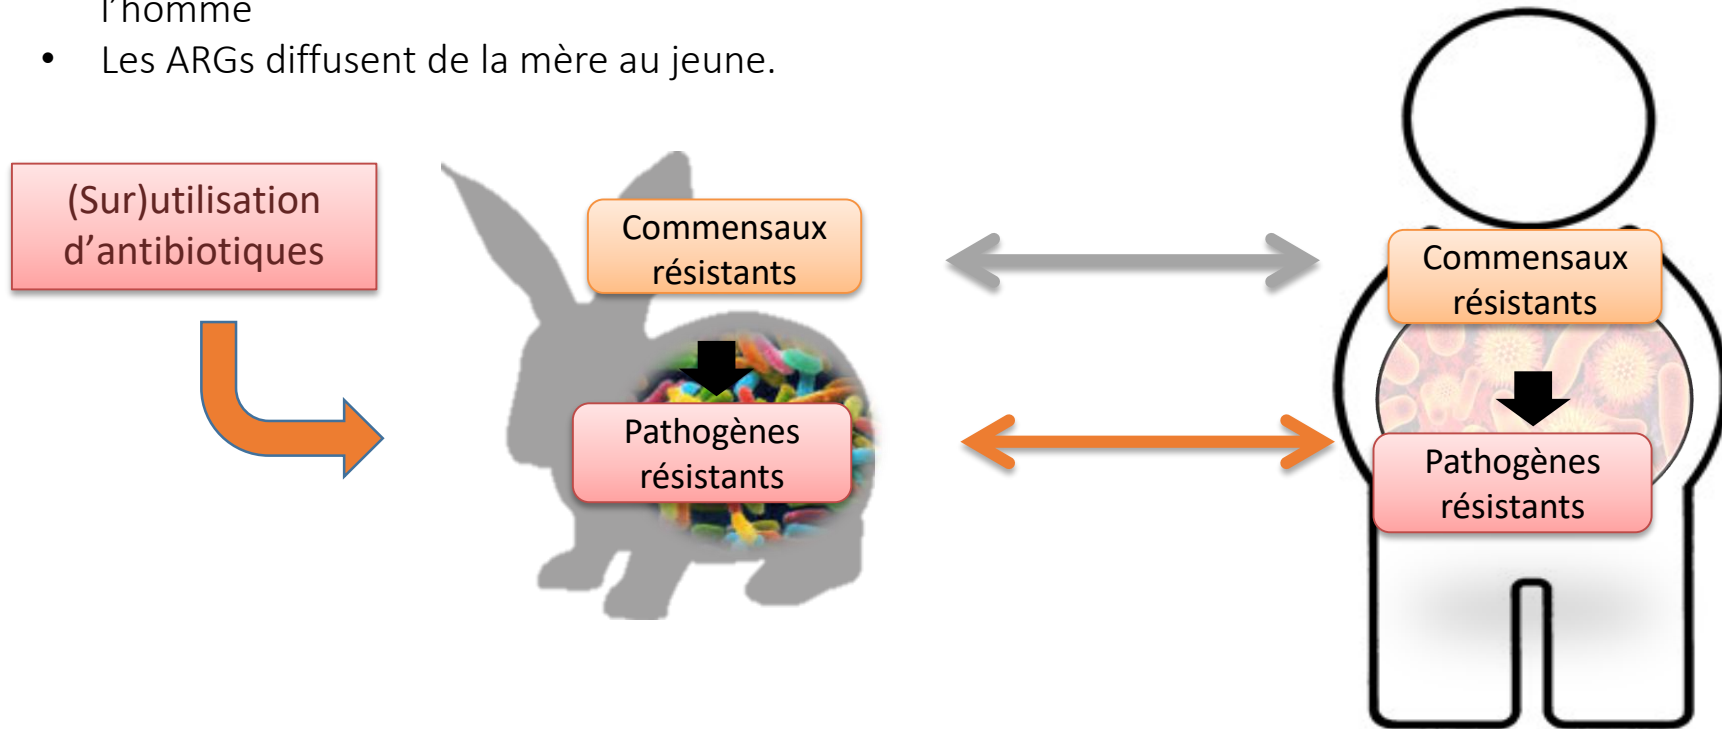 l'homme
• Les ARGs diffusent de la mère au jeune.
(Sur)utilisation
d'antibiotiques
Commensaux
résistants
Pathogènes
résistants
Commensaux
résistants
Pathogènes
résistants